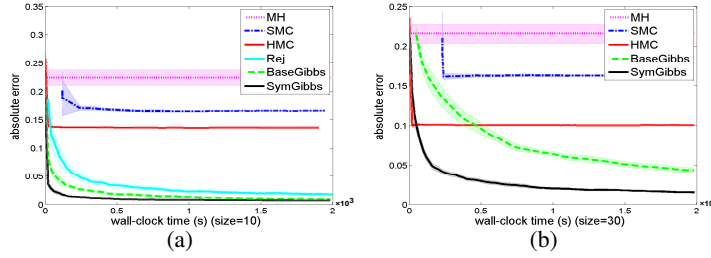 0.35
0.3
0.25
0.2
0.15
0.1
0.05
0
absolute error
MH
SMC
HMC
Rej
BaseGibbs
SymGibbs
0 0.5 1 1.5 2
×10³
wall-clock time (s) (size=10)
(a)
0.25
0.2
0.15
0.1
0.05
0
absolute error
MH
SMC
HMC
BaseGibbs
SymGibbs
0 0.5 1 1.5 2
wall-clock time (s) (size=30)
(b)